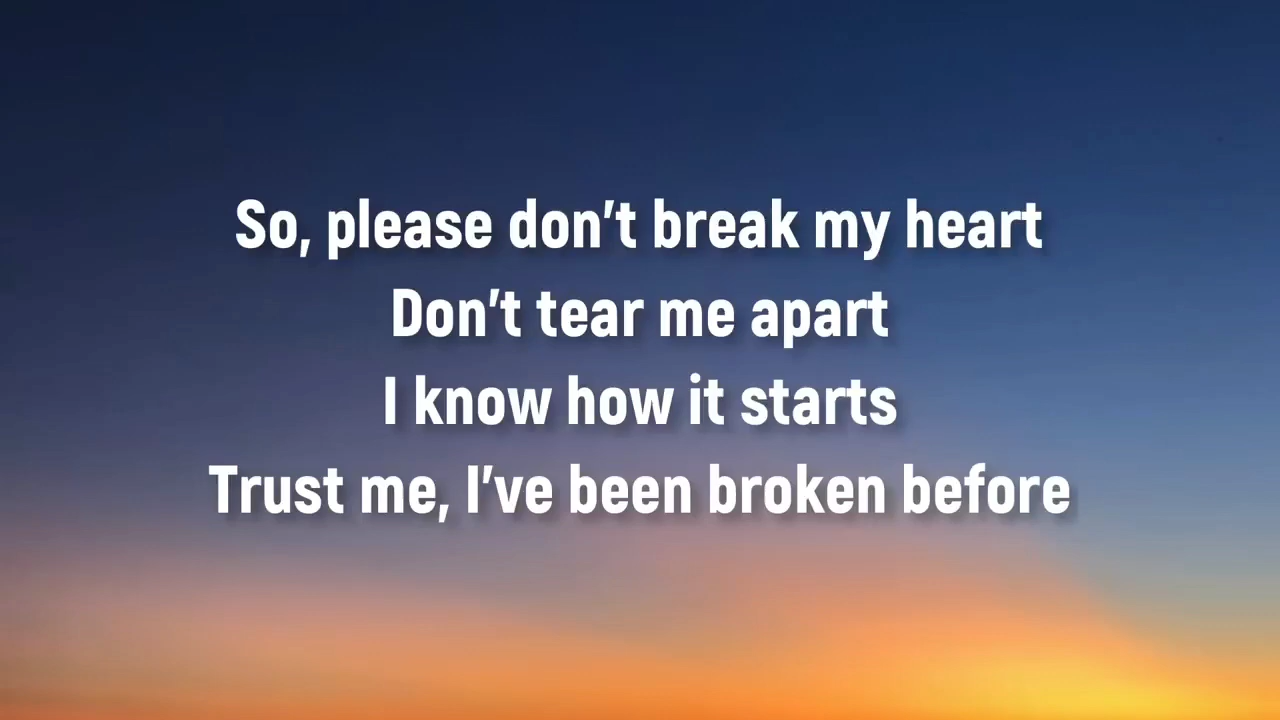 So, please don’t break my heart
Don’t tear me apart
I know how it starts
Trust me, I’ve been broken before